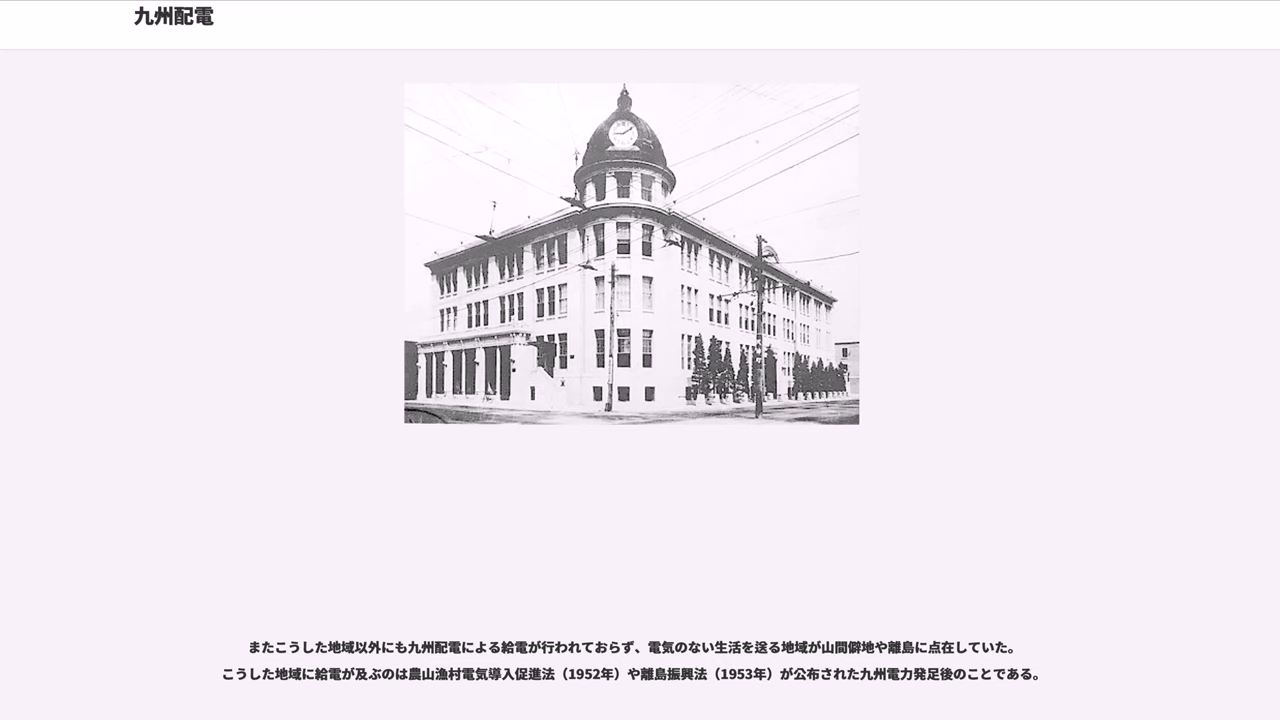 九州配電
またこうした地域以外にも九州配電による給電が行われておらず、電気のない生活を送る地域が山間僻地や離島に点在していた。
こうした地域に給電が及ぶのは農山漁村電気導入促進法（1952年）や離島振興法（1953年）が公布された九州電力発足後のことである。